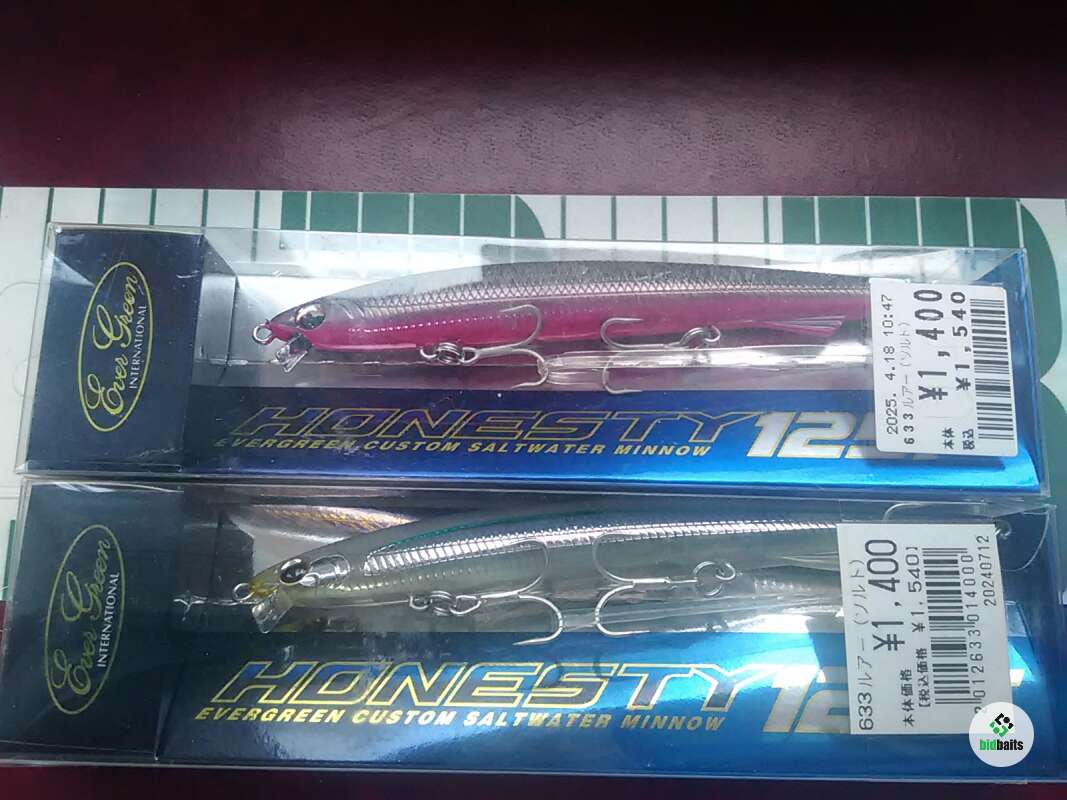 Ever Green
INTERNATIONAL
HONESTY 125
EVERGREEN CUSTOM SALTWATER MINNOW
2025. 4.18 10:47
633 ルアー(ソルト)
¥1,400
本体
¥1,540
税込
Ever Green
INTERNATIONAL
HONESTY 125
EVERGREEN CUSTOM SALTWATER MINNOW
633 ルアー (ソルト)
¥1,400
本体価格
[税込価格 ¥1,540]
20240712
bidbaits